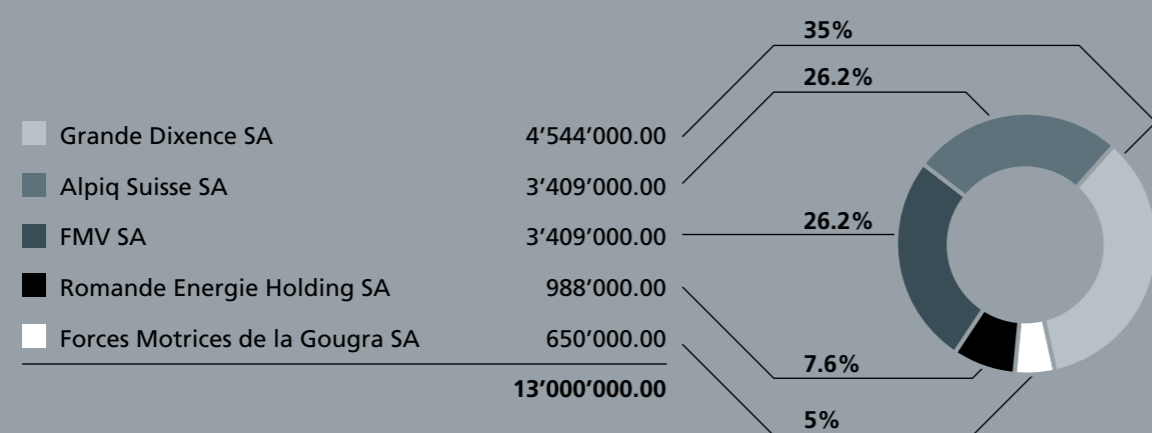 35%
26.2%
Grande Dixence SA 4’544’000.00
Alpiq Suisse SA 3’409’000.00
FMV SA 3’409’000.00 26.2%
Romande Energie Holding SA 988’000.00
Forces Motrices de la Gougra SA 650’000.00
7.6%
13’000’000.00
5%